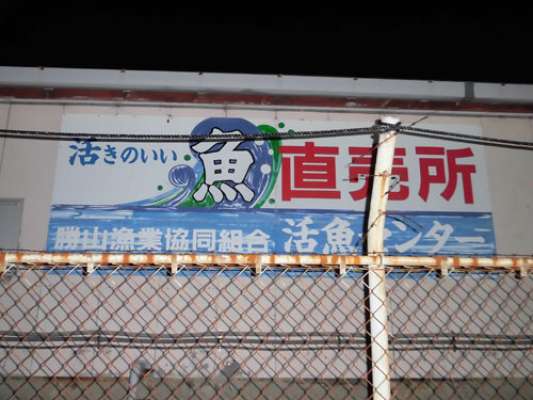 活きのいい魚直売所
勝山漁業協同組合 活魚センター